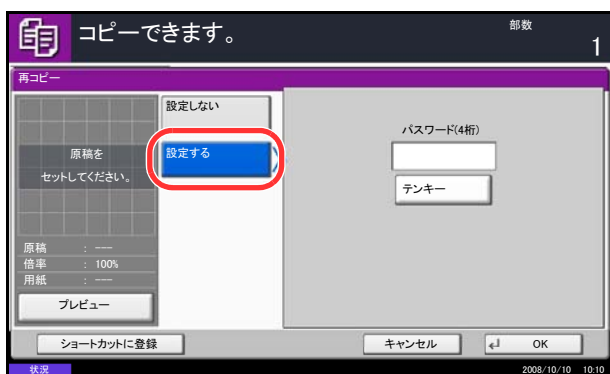 コピーできます。
部数
1
再コピー
設定しない
設定する
パスワード(4桁)
テンキー
原稿を
セットしてください。
原稿 : ---
倍率 : 100%
用紙 : ---
プレビュー
ショートカットに登録
キャンセル
OK
状況
2008/10/10 10:10